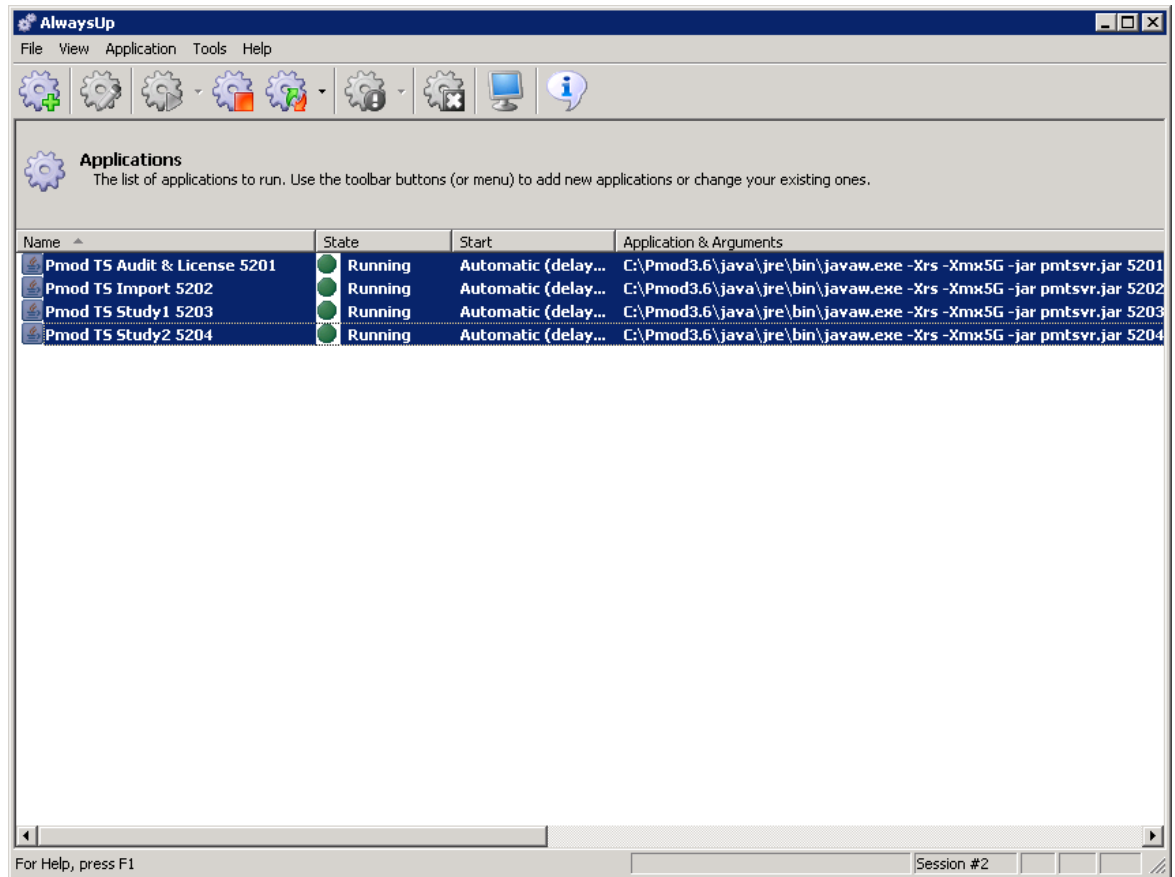 AlwaysUp
File View Application Tools Help
Applications
The list of applications to run. Use the toolbar buttons (or menu) to add new applications or change your existing ones.
Name State Start Application & Arguments
Pmod TS Audit & License 5201 Running Automatic (delay... C:\Pmod3.6\java\jre\bin\javaw.exe -Xrs -Xmx5G -jar pmtsvr.jar 5201
Pmod TS Import 5202 Running Automatic (delay... C:\Pmod3.6\java\jre\bin\javaw.exe -Xrs -Xmx5G -jar pmtsvr.jar 5202
Pmod TS Study1 5203 Running Automatic (delay... C:\Pmod3.6\java\jre\bin\javaw.exe -Xrs -Xmx5G -jar pmtsvr.jar 5203
Pmod TS Study2 5204 Running Automatic (delay... C:\Pmod3.6\java\jre\bin\javaw.exe -Xrs -Xmx5G -jar pmtsvr.jar 5204
For Help, press F1 Session #2